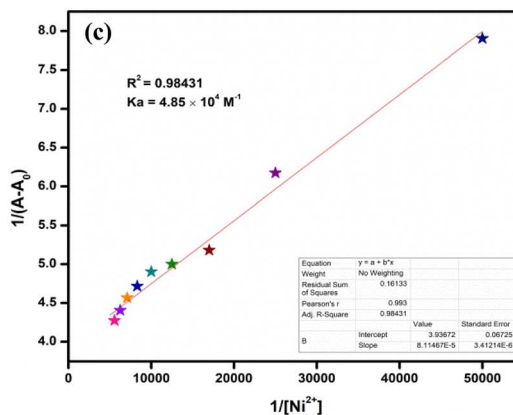 (c)
R² = 0.98431
Ka = 4.85 × 10⁴ M⁻¹
8.0
7.5
7.0
6.5
6.0
5.5
5.0
4.5
4.0
1/(A-A₀)
Equation y = a + b*x
Weight No Weighting
Residual Sum of Squares 0.16133
Pearson's r 0.993
Adj. R-Square 0.98431
Value Standard Error
B Intercept 3.93672 0.06725
Slope 8.11467E-5 3.41214E-6
0 10000 20000 30000 40000 50000
1/[Ni²⁺]